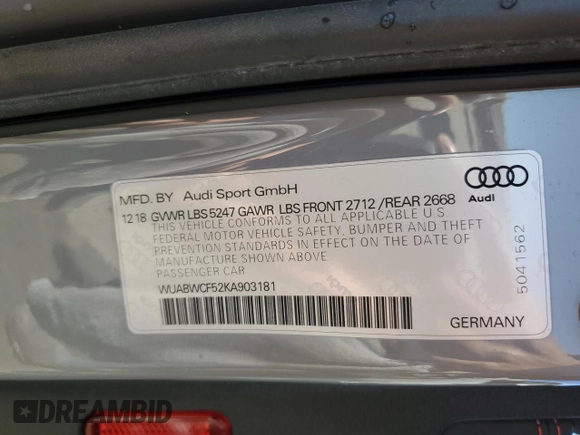 MFD. BY Audi Sport GmbH
12 18 GVWR LBS 5247 GAWR LBS FRONT 2712 /REAR 2668
THIS VEHICLE CONFORMS TO ALL APPLICABLE U S
FEDERAL MOTOR VEHICLE SAFETY, BUMPER AND THEFT
PREVENTION STANDARDS IN EFFECT ON THE DATE OF
MANUFACTURE SHOWN ABOVE
PASSENGER CAR
WUABWCF52KA903181
GERMANY
Audi
5041562
DREAMBID